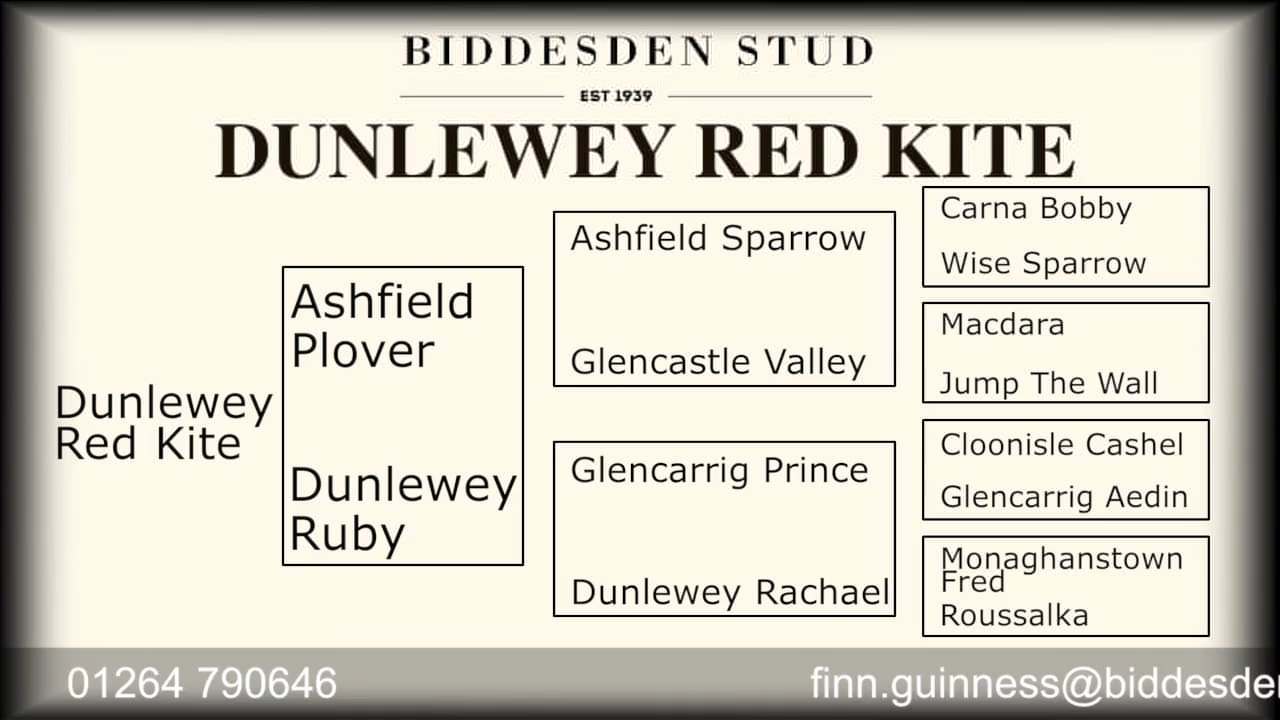 BIDDESDEN STUD
EST 1939
DUNLEWEY RED KITE
Dunlewey
Red Kite
Ashfield
Plover
Dunlewey
Ruby
Ashfield Sparrow
Glencastle Valley
Glencarrig Prince
Dunlewey Rachael
Carna Bobby
Wise Sparrow
Macdara
Jump The Wall
Cloonisle Cashel
Glencarrig Aedin
Monaghanstown
Fred
Roussalka
01264 790646
finn.guinness@biddesde